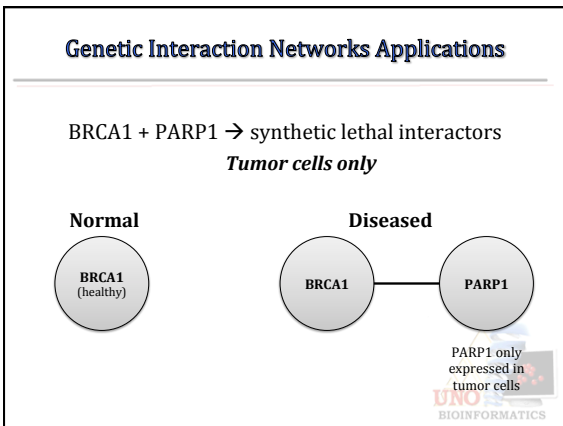 Genetic Interaction Networks Applications
BRCA1 + PARP1 → synthetic lethal interactors
Tumor cells only
Normal
Diseased
BRCA1
(healthy)
BRCA1
PARP1
PARP1 only
expressed in
tumor cells
UNO
BIOINFORMATICS